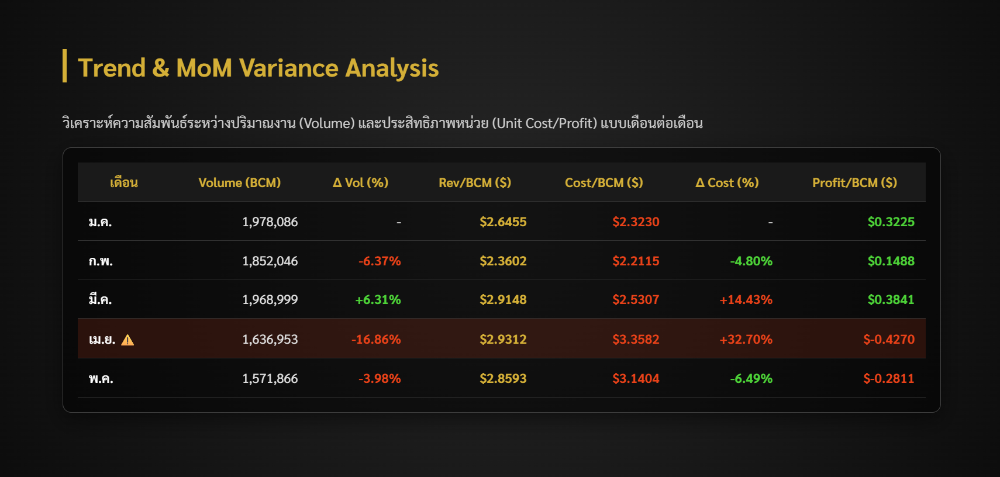 Trend & MoM Variance Analysis
วิเคราะห์ความสัมพันธ์ระหว่างปริมาณงาน (Volume) และประสิทธิภาพหน่วย (Unit Cost/Profit) แบบเดือนต่อเดือน
เดือน Volume (BCM) Δ Vol (%) Rev/BCM ($) Cost/BCM ($) Δ Cost (%) Profit/BCM ($)
ม.ค. 1,978,086 - $2.6455 $2.3230 - $0.3225
ก.พ. 1,852,046 -6.37% $2.3602 $2.2115 -4.80% $0.1488
มี.ค. 1,968,999 +6.31% $2.9148 $2.5307 +14.43% $0.3841
เม.ย. ⚠️ 1,636,953 -16.86% $2.9312 $3.3582 +32.70% $-0.4270
พ.ค. 1,571,866 -3.98% $2.8593 $3.1404 -6.49% $-0.2811